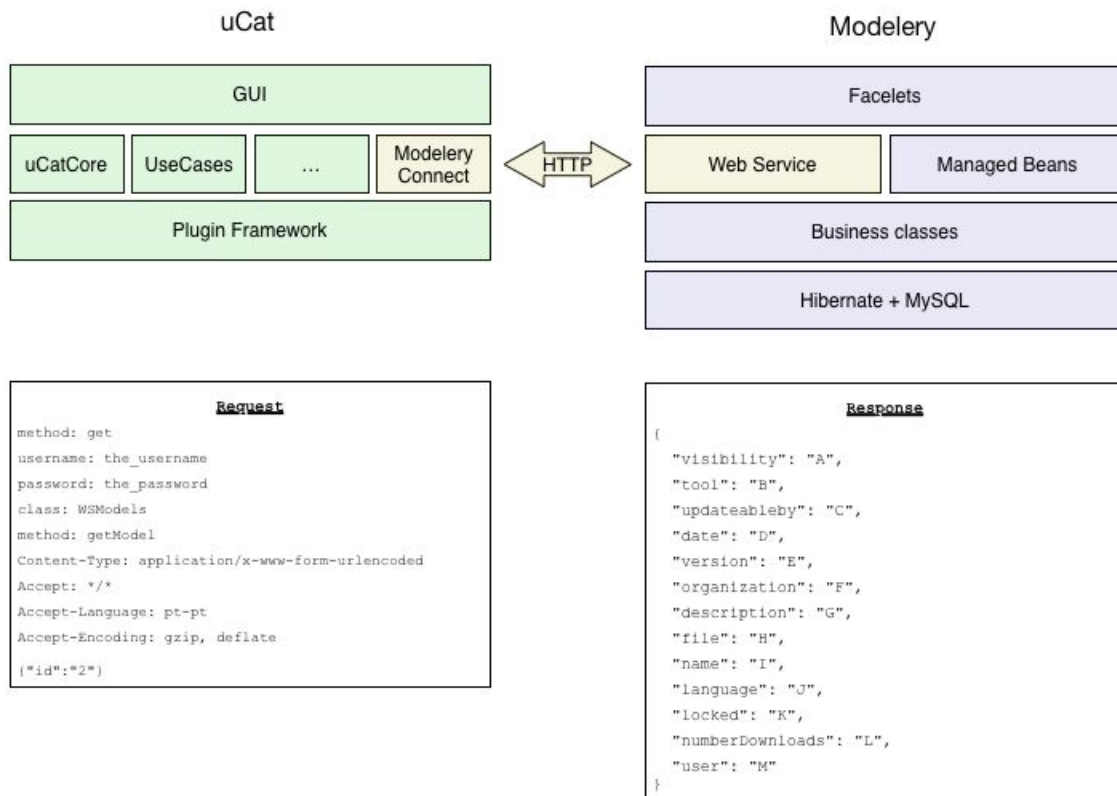 uCat
Modelery
GUI
uCatCore
UseCases
...
Modelery
Connect
Plugin Framework
HTTP
Facelets
Web Service
Managed Beans
Business classes
Hibernate + MySQL
Request
method: get
username: the_username
password: the_password
class: WSModels
method: getModel
Content-Type: application/x-www-form-urlencoded
Accept: */*
Accept-Language: pt-pt
Accept-Encoding: gzip, deflate
{"id":"2"}
Response
{
"visibility": "A",
"tool": "B",
"updateableby": "C",
"date": "D",
"version": "E",
"organization": "F",
"description": "G",
"file": "H",
"name": "I",
"language": "J",
"locked": "K",
"numberDownloads": "L",
"user": "M"
}